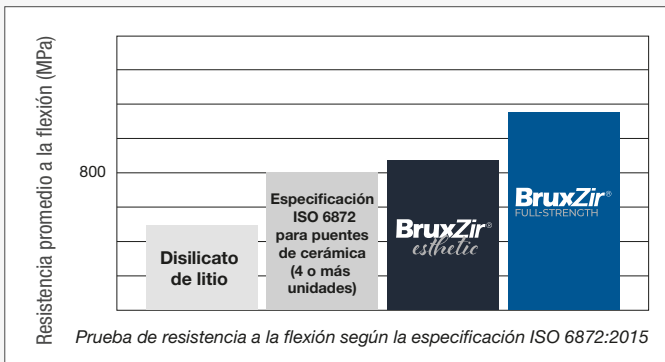 Resistencia promedio a la flexión (MPa)
800
Disilicato
de litio
Especificación
ISO 6872
para puentes
de cerámica
(4 o más
unidades)
BruxZir®
esthetic
BruxZir®
FULL-STRENGTH
Prueba de resistencia a la flexión según la especificación ISO 6872:2015